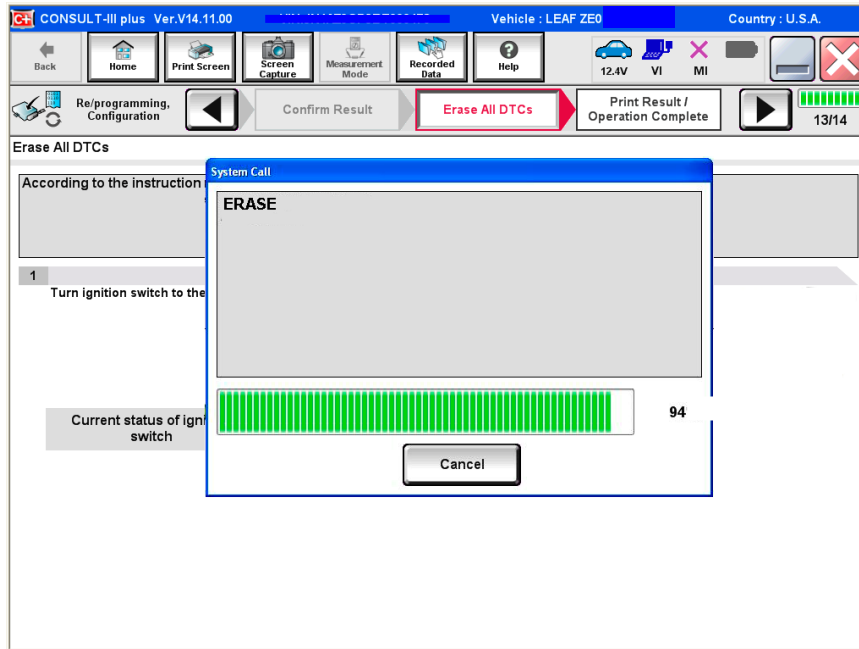 C+ CONSULT-III plus Ver.V14.11.00 Vehicle : LEAF ZE0 Country : U.S.A.
Back
Home
Print Screen
Screen
Capture
Measurement
Mode
Recorded
Data
Help
12.4V
VI
MI
Re/programming,
Configuration
Confirm Result
Erase All DTCs
Print Result /
Operation Complete
13/14
Erase All DTCs
According to the instruction
System Call
ERASE
1
Turn ignition switch to the
94
Current status of
switch
Cancel